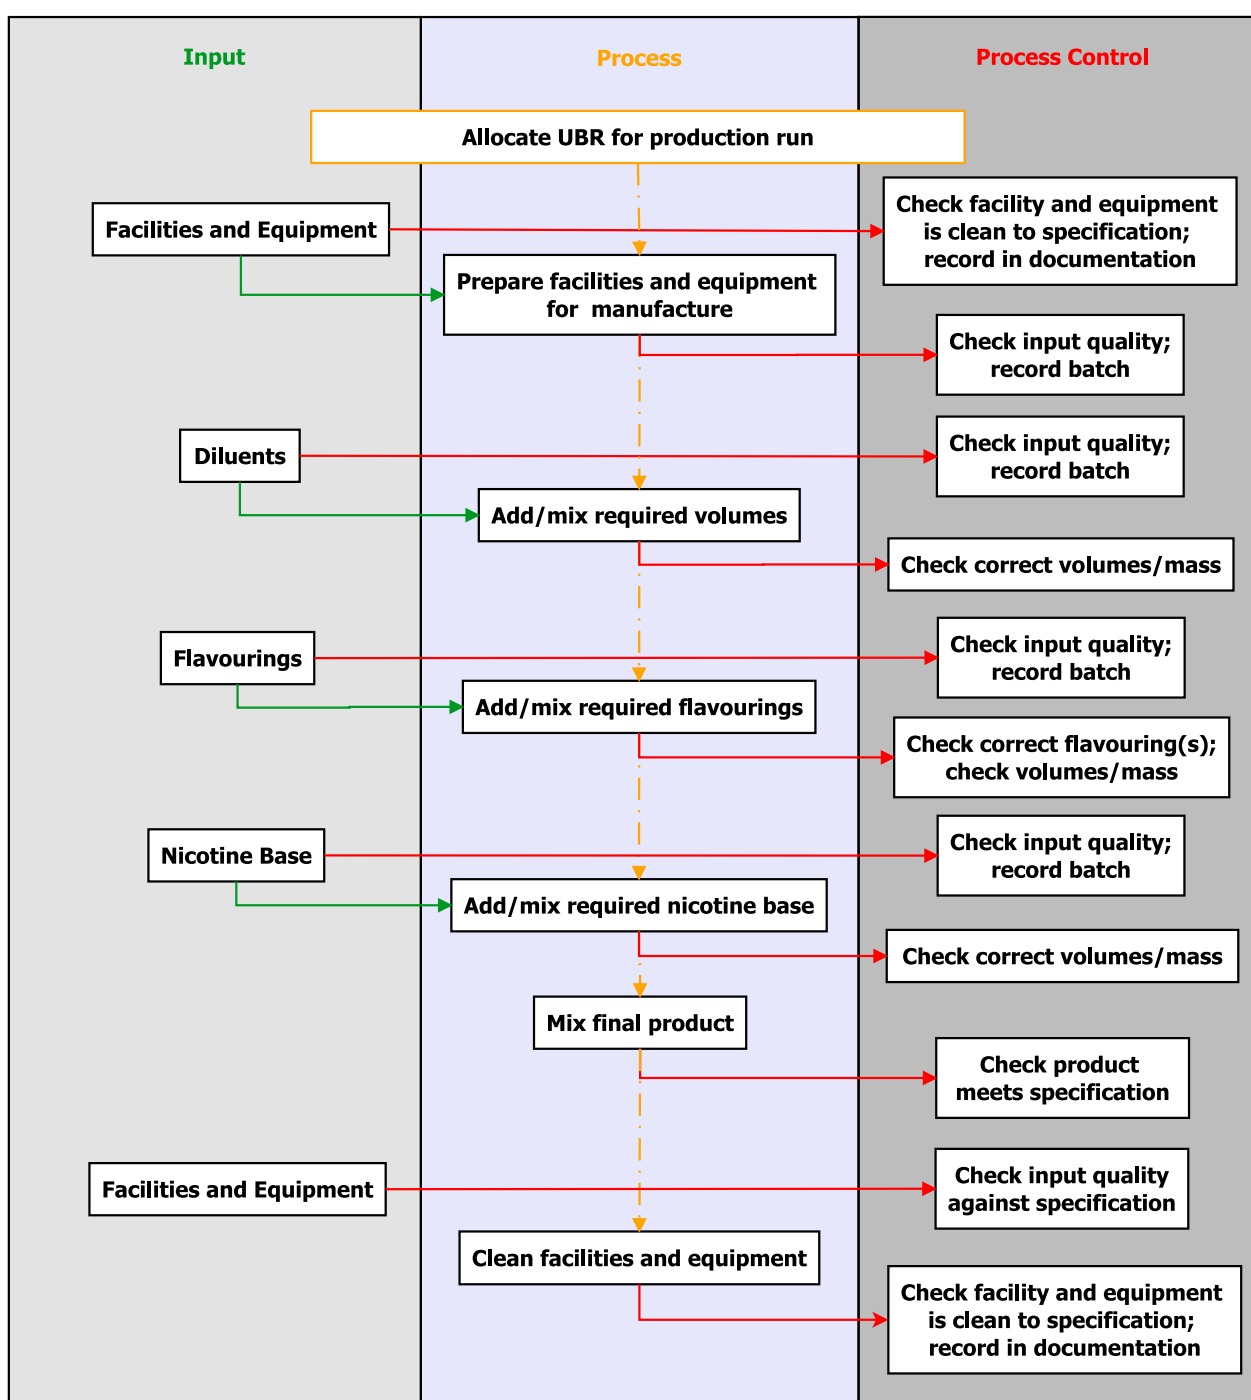 Input
Process
Process Control
Allocate UBR for production run
Facilities and Equipment
Check facility and equipment
is clean to specification;
record in documentation
Prepare facilities and equipment
for manufacture
Check input quality;
record batch
Diluents
Check input quality;
record batch
Add/mix required volumes
Check correct volumes/mass
Flavourings
Check input quality;
record batch
Add/mix required flavourings
Check correct flavouring(s);
check volumes/mass
Nicotine Base
Check input quality;
record batch
Add/mix required nicotine base
Check correct volumes/mass
Mix final product
Check product
meets specification
Facilities and Equipment
Check input quality
against specification
Clean facilities and equipment
Check facility and equipment
is clean to specification;
record in documentation